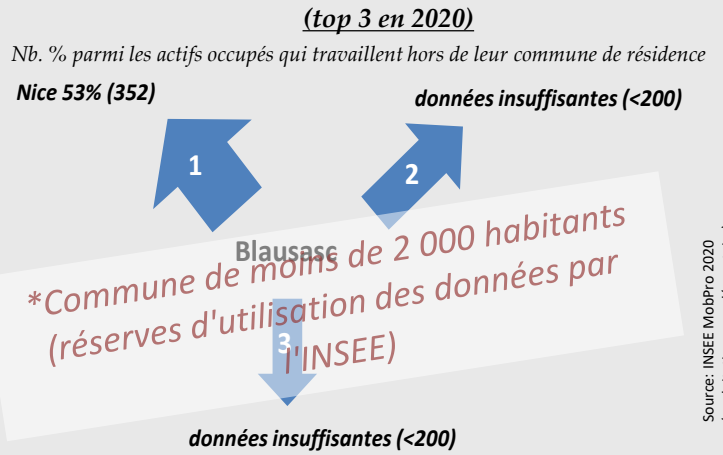 (top 3 en 2020)
Nb. % parmi les actifs occupés qui travaillent hors de leur commune de résidence
Nice 53% (352)
données insuffisantes (<200)
1
2
Blausasc
*Commune de moins de 2 000 habitants
(réserves d'utilisation des données par
l'INSEE)
3
données insuffisantes (<200)
Source: INSEE MobPro 2020